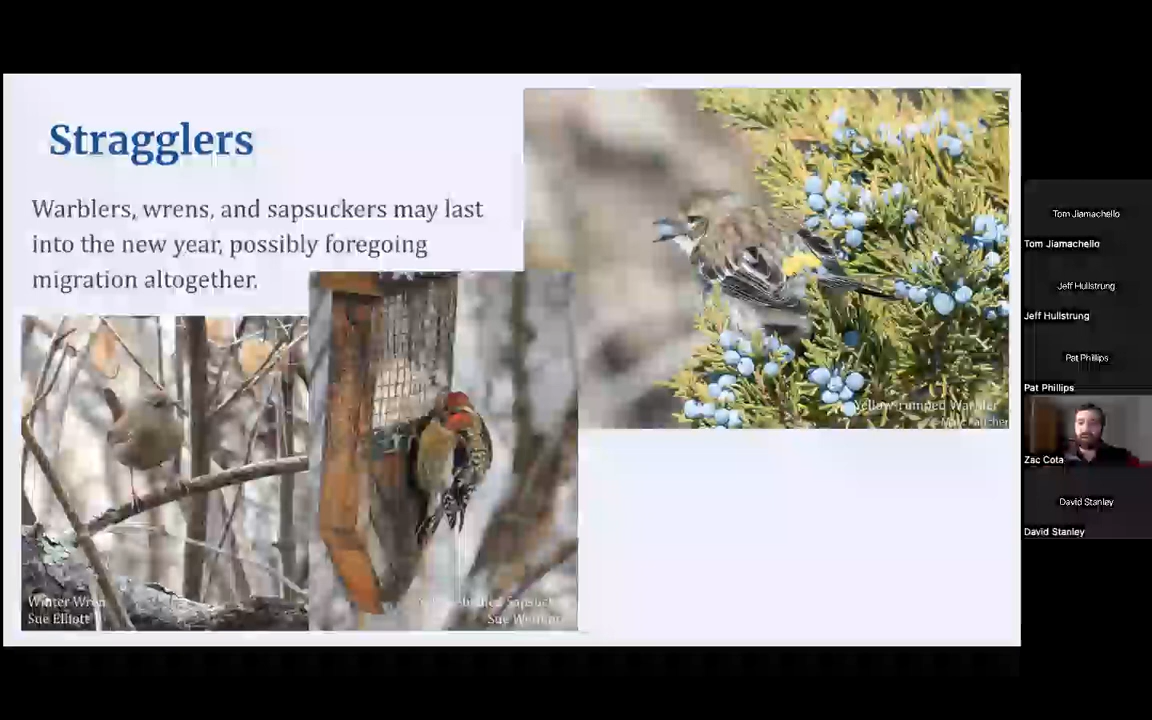 Stragglers
Warblers, wrens, and sapsuckers may last
into the new year, possibly foregoing
migration altogether.
Yellow-rumped Warbler
Winter Wren
Sue Elliott
Sapsucker
Sue
Tom Jiamachello
Tom Jiamachello
Jeff Hullstrung
Jeff Hullstrung
Pat Phillips
Pat Phillips
Zac Cota
David Stanley
David Stanley